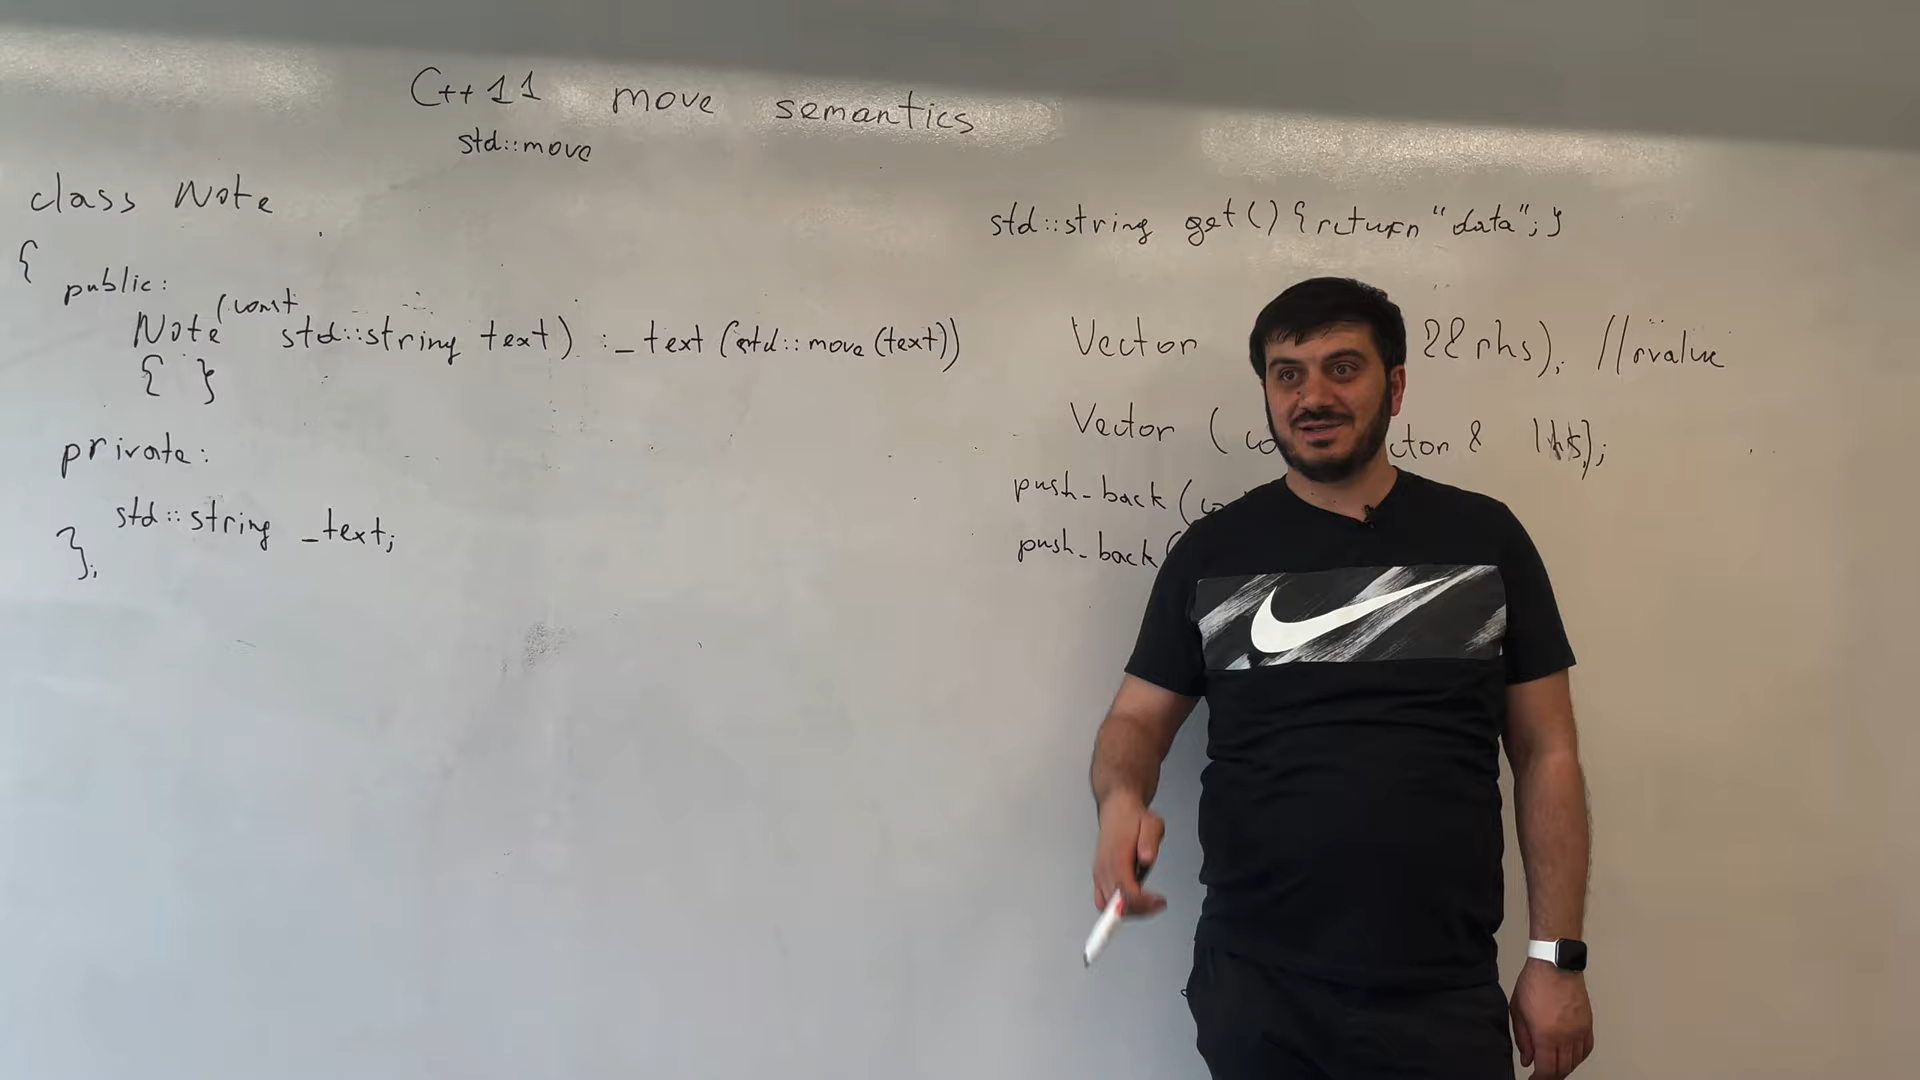 C++11 move semantics
std::move
class Note
{
public:
Note (const std::string text) : _text (std::move (text))
{ }
private:
std::string _text;
};
std::string get() {return "data";}
Vector && rhs); //rvalue
Vector ( & lhs);
push_back (
push_back (